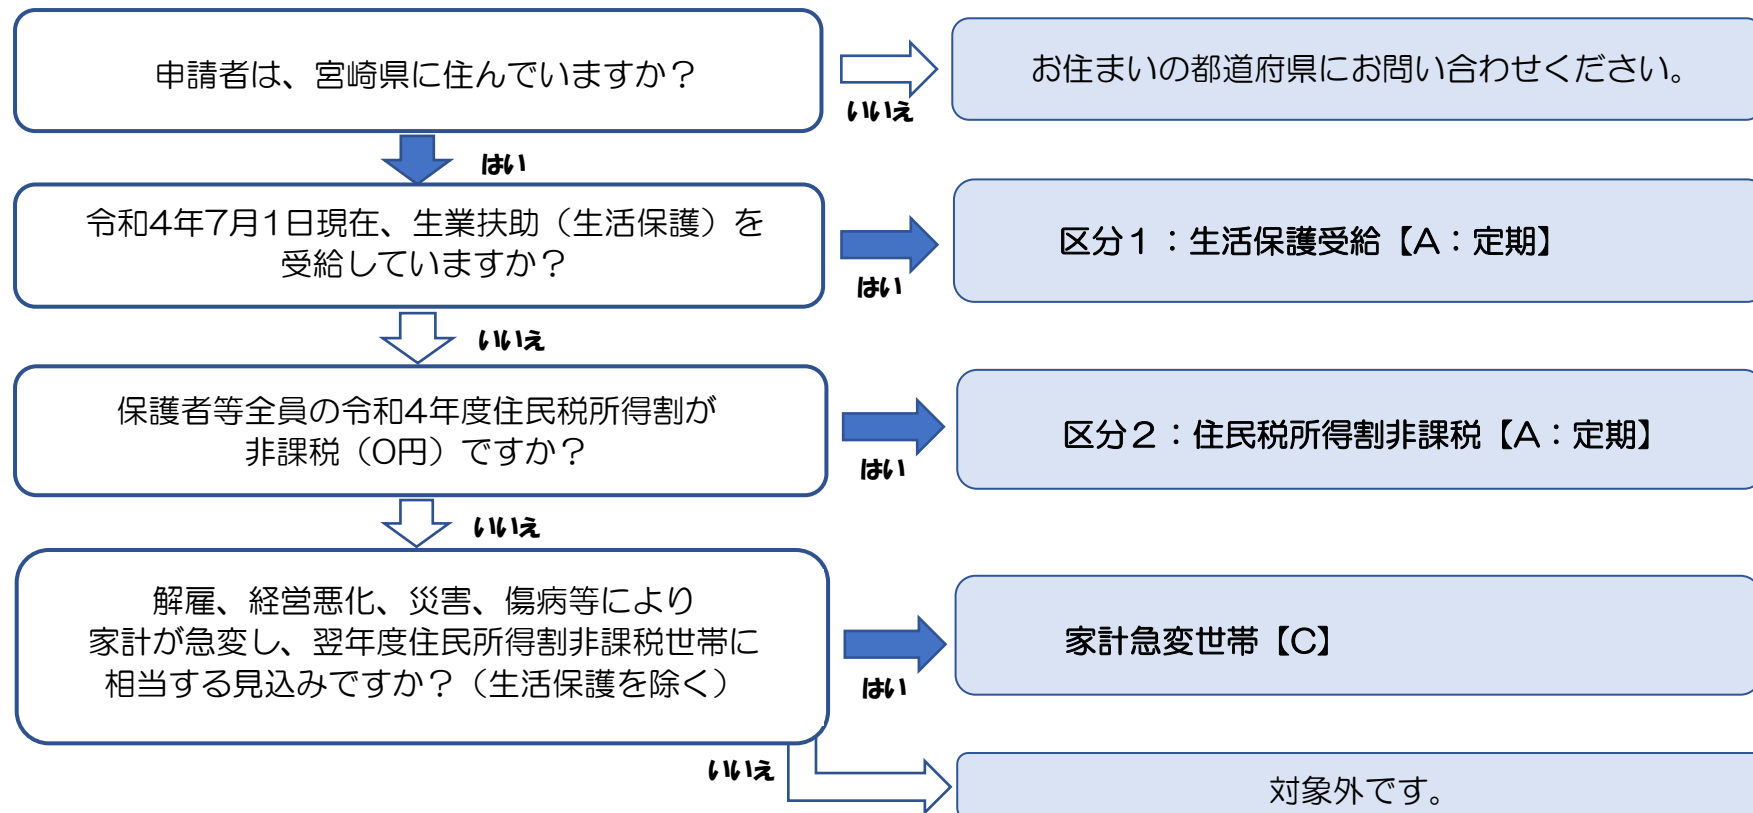 申請者は、宮崎県に住んでいますか？
いいえ
お住まいの都道府県にお問い合わせください。
はい
令和4年7月1日現在、生業扶助（生活保護）を
受給していますか？
はい
区分１：生活保護受給【A：定期】
いいえ
保護者等全員の令和4年度住民税所得割が
非課税（0円）ですか？
はい
区分２：住民税所得割非課税【A：定期】
いいえ
解雇、経営悪化、災害、傷病等により
家計が急変し、翌年度住民所得割非課税世帯に
相当する見込みですか？（生活保護を除く）
はい
家計急変世帯【C】
いいえ
対象外です。